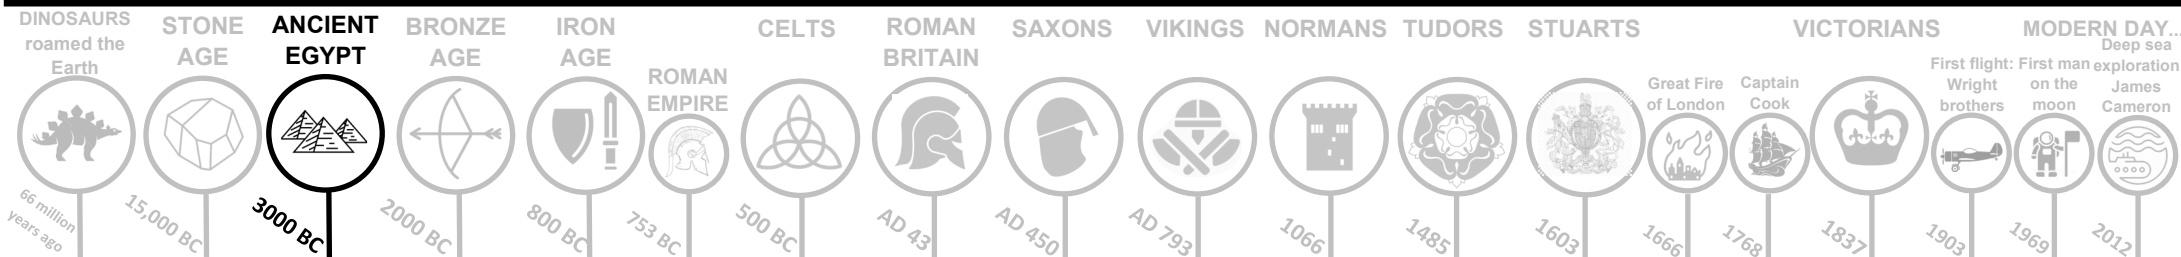 DINOSAURS
roamed the
Earth
66 million
years ago
STONE
AGE
15,000 BC
ANCIENT
EGYPT
3000 BC
BRONZE
AGE
2000 BC
IRON
AGE
800 BC
ROMAN
EMPIRE
753 BC
CELTS
500 BC
ROMAN
BRITAIN
AD 43
SAXONS
AD 450
VIKINGS
AD 793
NORMANS
1066
TUDORS
1485
STUARTS
1603
Great Fire
of London
1666
Captain
Cook
1768
VICTORIANS
1837
MODERN DAY...
First flight:
Wright
brothers
1903
First man
on the
moon
1969
Deep sea
exploration
James
Cameron
2012